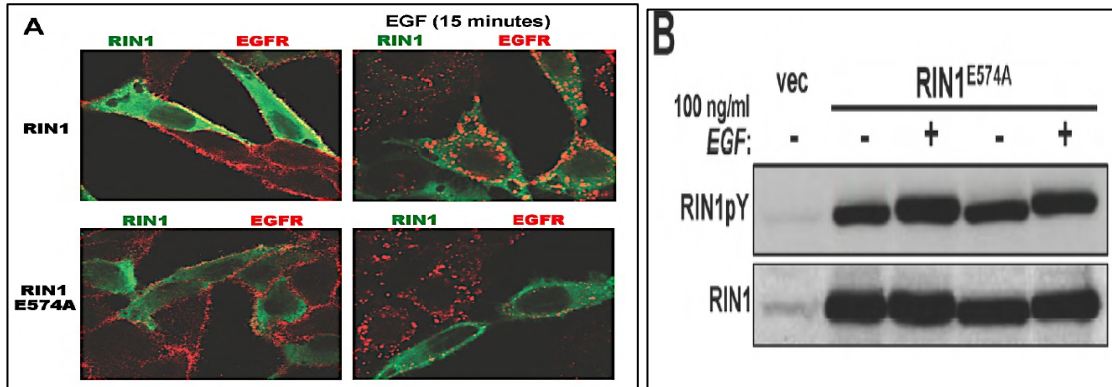 A
EGF (15 minutes)
RIN1 EGFR RIN1 EGFR
RIN1
RIN1 EGFR RIN1 EGFR
RIN1
E574A
B
vec RIN1E574A
100 ng/ml
EGF: - - + - +
RIN1pY
RIN1